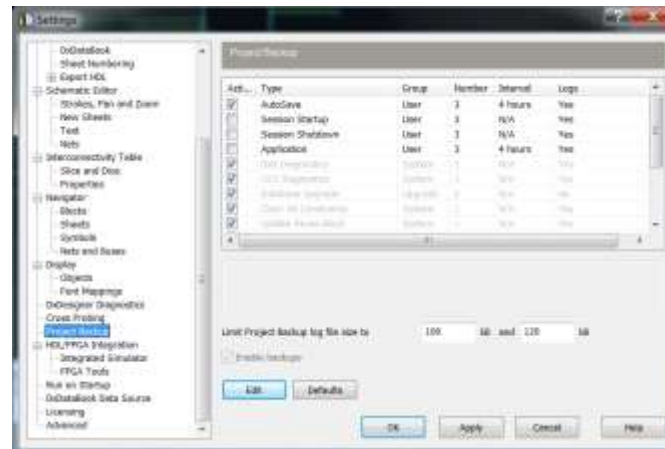 Settings
DxDataBook
Sheet Numbering
Export HDL
Schematic Editor
Strokes, Pan and Zoom
New Sheets
Text
Nets
Interconnectivity Table
Slice and Dice
Properties
Navigator
Blocks
Sheets
Symbols
Nets and Buses
Display
Objects
Font Mappings
DxDesigner Diagnostics
Cross Probing
Project Backup
HDL/FPGA Integration
Integrated Simulator
FPGA Tools
Run on Startup
DxDataBook Data Source
Licensing
Advanced
Project Backup
Acti... Type Group Number Interval Logs
AutoSave User 3 4 hours Yes
Session Startup User 3 N/A Yes
Session Shutdown User 3 N/A Yes
Application User 3 4 hours Yes
Limit Project Backup log file size to 100 kB and 120 kB
Enable backups
Edit Defaults
OK Apply Cancel Help